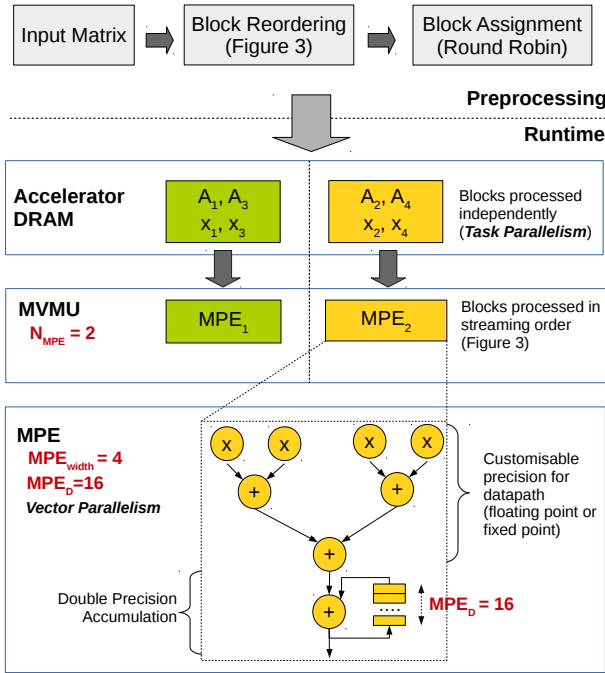 Input Matrix
Block Reordering
(Figure 3)
Block Assignment
(Round Robin)
Preprocessing
Runtime
Accelerator
DRAM
A1, A3
x1, x3
A2, A4
x2, x4
Blocks processed
independently
(Task Parallelism)
MVMU
NMPE = 2
MPE1
MPE2
Blocks processed in
streaming order
(Figure 3)
MPE
MPEwidth = 4
MPED=16
Vector Parallelism
x x x x
+ +
+
+
Customisable
precision for
datapath
(floating point or
fixed point)
Double Precision
Accumulation
....
MPED = 16